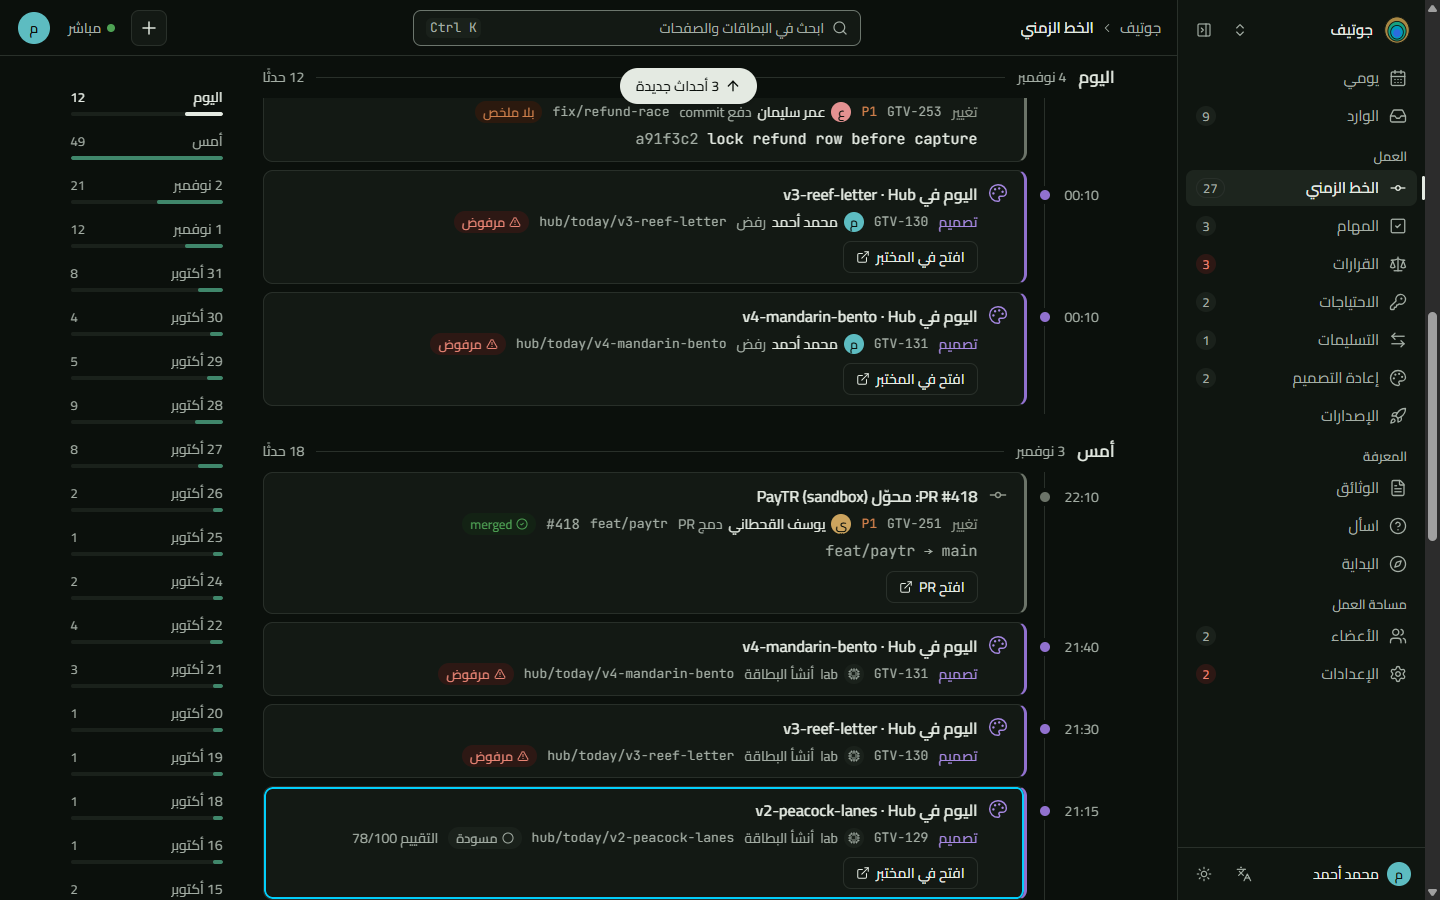 جوتيف
يومي
الوارد 9
العمل
الخط الزمني 27
المهام 3
القرارات 3
الاحتياجات 2
التسليمات 1
إعادة التصميم 2
الإصدارات
المعرفة
الوثائق
اسأل
البداية
مساحة العمل
الأعضاء 2
الإعدادات 2
محمد أحمد م
جوتيف › الخط الزمني
ابحث في البطاقات والصفحات Ctrl K
مباشر
م
3 أحداث جديدة
اليوم 4 نوفمبر 12 حدثًا
تغيير GTV-253 P1 ع عمر سليمان دفع commit fix/refund-race بلا ملخص
a91f3c2 lock refund row before capture
00:10
اليوم في Hub · v3-reef-letter
تصميم GTV-130 م محمد أحمد رفض hub/today/v3-reef-letter مرفوض
افتح في المختبر
00:10
اليوم في Hub · v4-mandarin-bento
تصميم GTV-131 م محمد أحمد رفض hub/today/v4-mandarin-bento مرفوض
افتح في المختبر
أمس 3 نوفمبر 18 حدثًا
22:10
PR #418: محوّل PayTR (sandbox)
تغيير GTV-251 P1 ي يوسف القحطاني دمج PR feat/paytr #418 merged
feat/paytr → main
افتح PR
21:40
اليوم في Hub · v4-mandarin-bento
تصميم GTV-131 lab أنشأ البطاقة hub/today/v4-mandarin-bento مرفوض
21:30
اليوم في Hub · v3-reef-letter
تصميم GTV-130 lab أنشأ البطاقة hub/today/v3-reef-letter مرفوض
21:15
اليوم في Hub · v2-peacock-lanes
تصميم GTV-129 lab أنشأ البطاقة hub/today/v2-peacock-lanes مسودة التقييم 78/100
افتح في المختبر
اليوم 12
أمس 49
2 نوفمبر 21
1 نوفمبر 12
31 أكتوبر 8
30 أكتوبر 4
29 أكتوبر 5
28 أكتوبر 9
27 أكتوبر 8
26 أكتوبر 2
25 أكتوبر 1
24 أكتوبر 2
22 أكتوبر 4
21 أكتوبر 3
20 أكتوبر 1
19 أكتوبر 1
18 أكتوبر 1
16 أكتوبر 1
15 أكتوبر 2